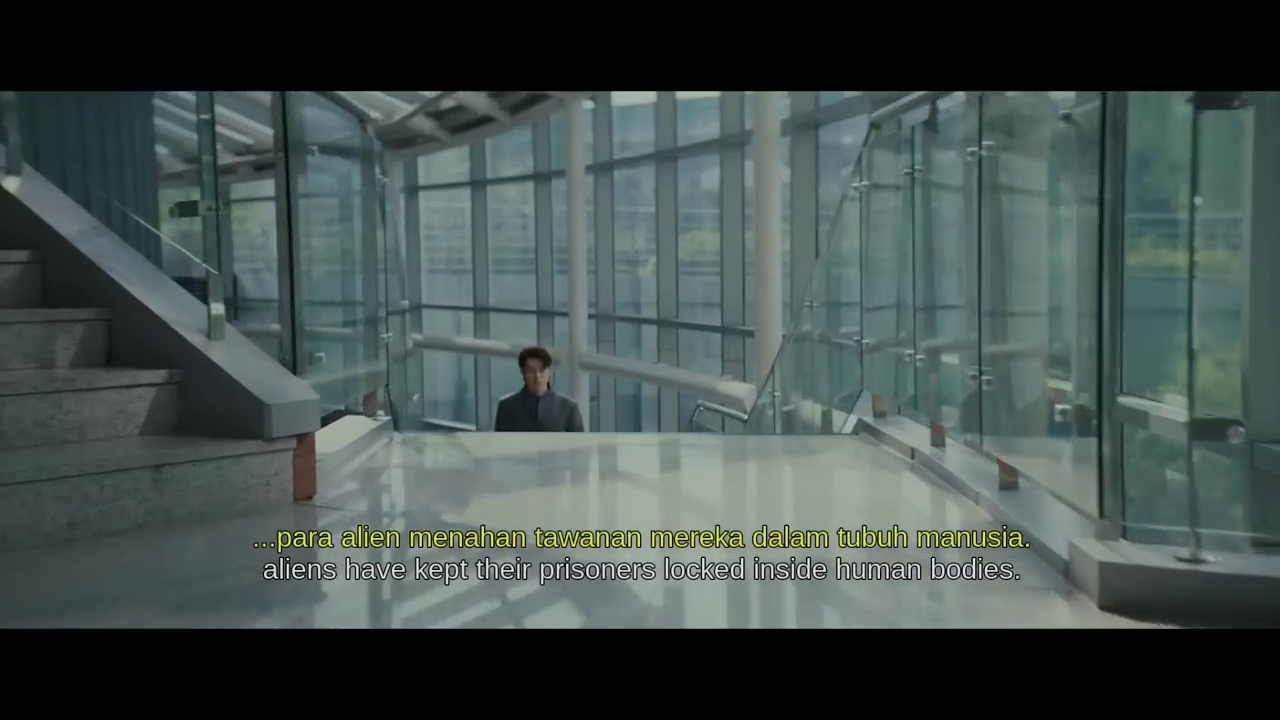 ...para alien menahan tawanan mereka dalam tubuh manusia.
aliens have kept their prisoners locked inside human bodies.